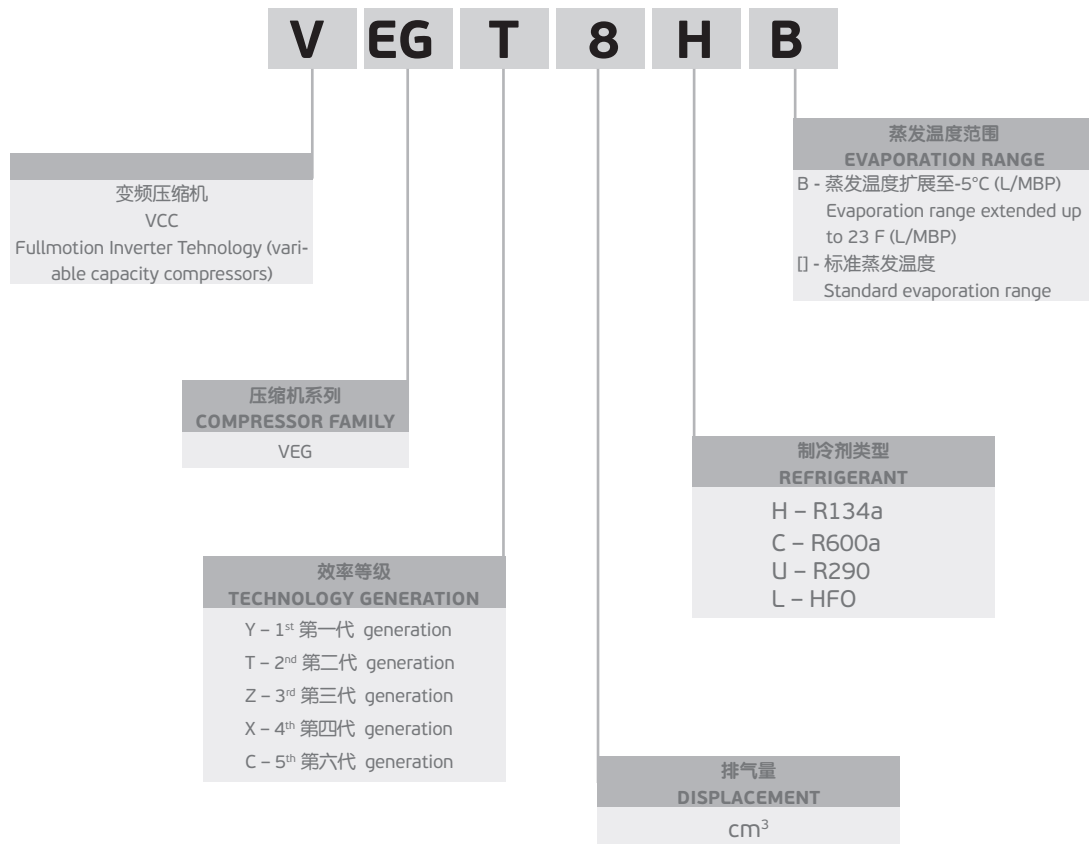 V EG T 8 H B
蒸发温度范围
EVAPORATION RANGE
B - 蒸发温度扩展至-5°C (L/MBP)
Evaporation range extended up
to 23 F (L/MBP)
[] - 标准蒸发温度
Standard evaporation range
变频压缩机
VCC
Fullmotion Inverter Tehnology (vari-
able capacity compressors)
压缩机系列
COMPRESSOR FAMILY
VEG
制冷剂类型
REFRIGERANT
H – R134a
C – R600a
U – R290
L – HFO
效率等级
TECHNOLOGY GENERATION
Y – 1st 第一代 generation
T – 2nd 第二代 generation
Z – 3rd 第三代 generation
X – 4th 第四代 generation
C – 5th 第六代 generation
排气量
DISPLACEMENT
cm³